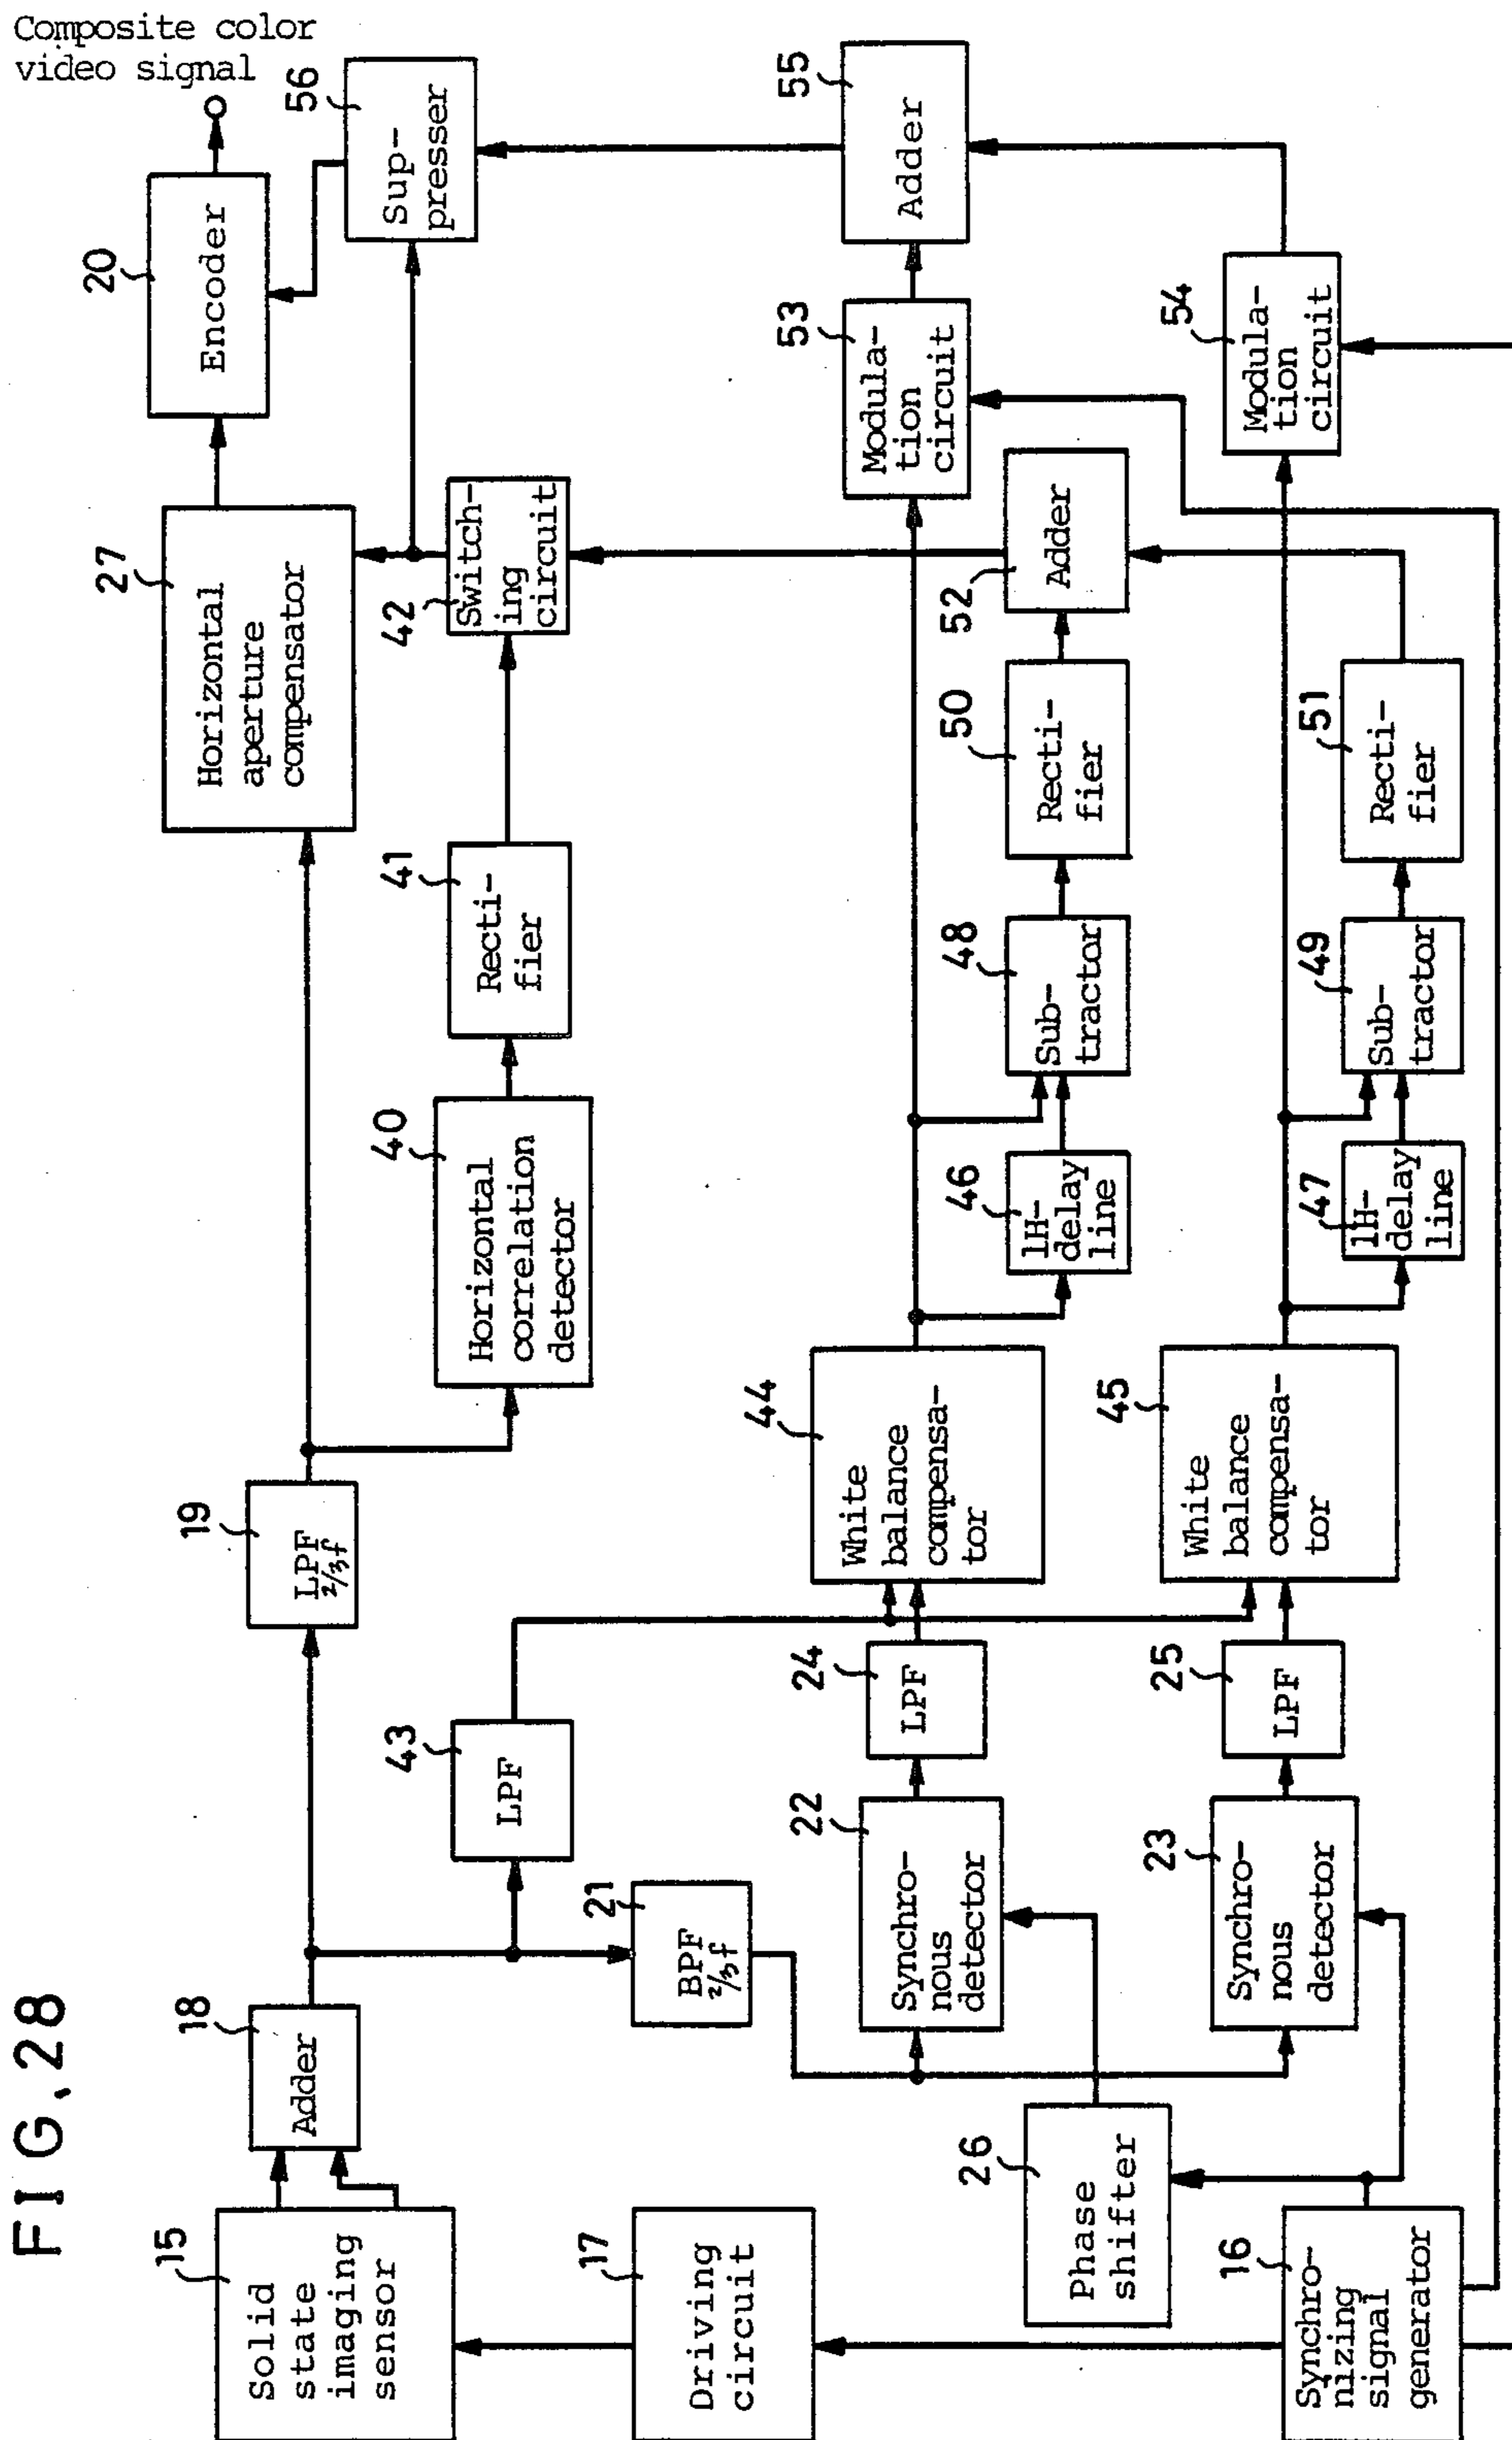 FIG.28
Composite color
video signal
15
Solid
state
imaging
sensor
18
Adder
19
LPF
2/3f
27
Horizontal
aperture
compensator
20
Encoder
56
Sup-
presser
17
Driving
circuit
43
LPF
21
BPF
2/3f
40
Horizontal
correlation
detector
41
Recti-
fier
42
Switch-
ing
circuit
22
Synchro-
nous
detector
24
LPF
44
White
balance
compensa-
tor
46
1H-
delay
line
48
Sub-
tractor
50
Recti-
fier
52
Adder
53
Modula-
tion
circuit
55
Adder
26
Phase
shifter
16
Synchro-
nizing
signal
generator
23
Synchro-
nous
detector
25
LPF
45
White
balance
compensa-
tor
47
1H-
delay
line
49
Sub-
tractor
51
Recti-
fier
54
Modula-
tion
circuit